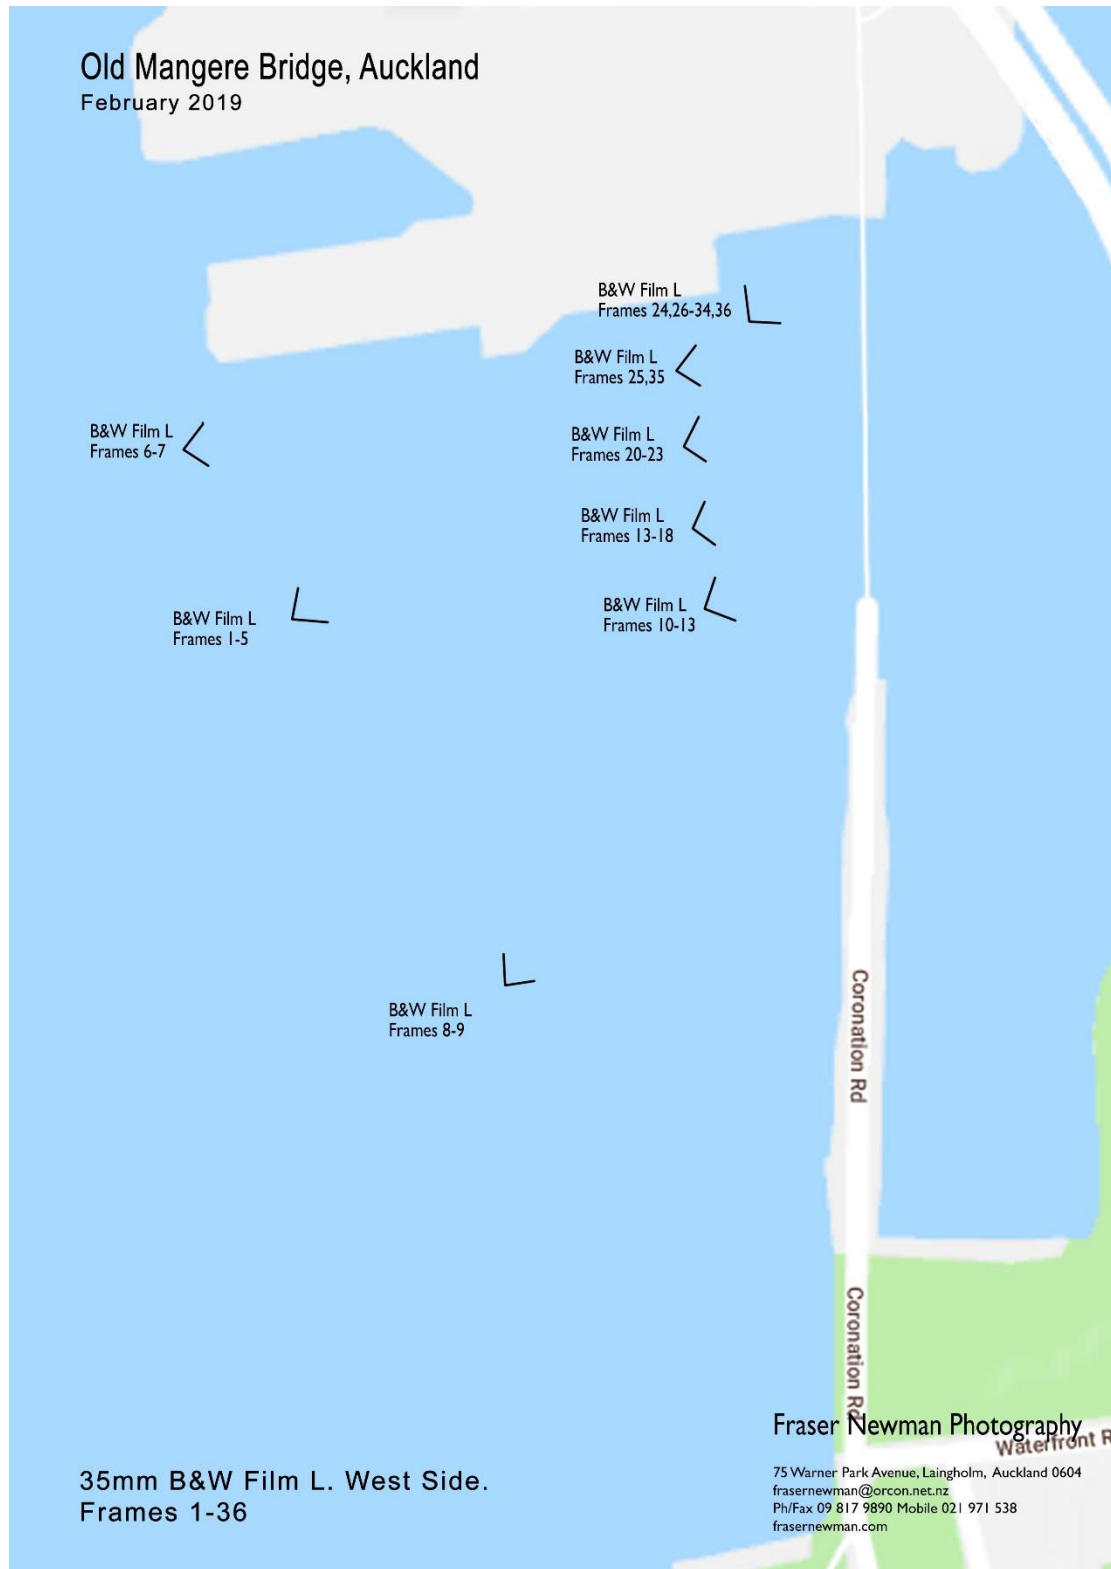 Old Mangere Bridge, Auckland
February 2019
B&W Film L
Frames 24,26-34,36
B&W Film L
Frames 25,35
B&W Film L
Frames 6-7
B&W Film L
Frames 20-23
B&W Film L
Frames 13-18
B&W Film L
Frames 10-13
B&W Film L
Frames 1-5
B&W Film L
Frames 8-9
Coronation Rd
Coronation Rd
Fraser Newman Photography
Waterfront R
75 Warner Park Avenue, Laingholm, Auckland 0604
frasernewman@orcon.net.nz
Ph/Fax 09 817 9890 Mobile 021 971 538
frasernewman.com
35mm B&W Film L. West Side.
Frames 1-36